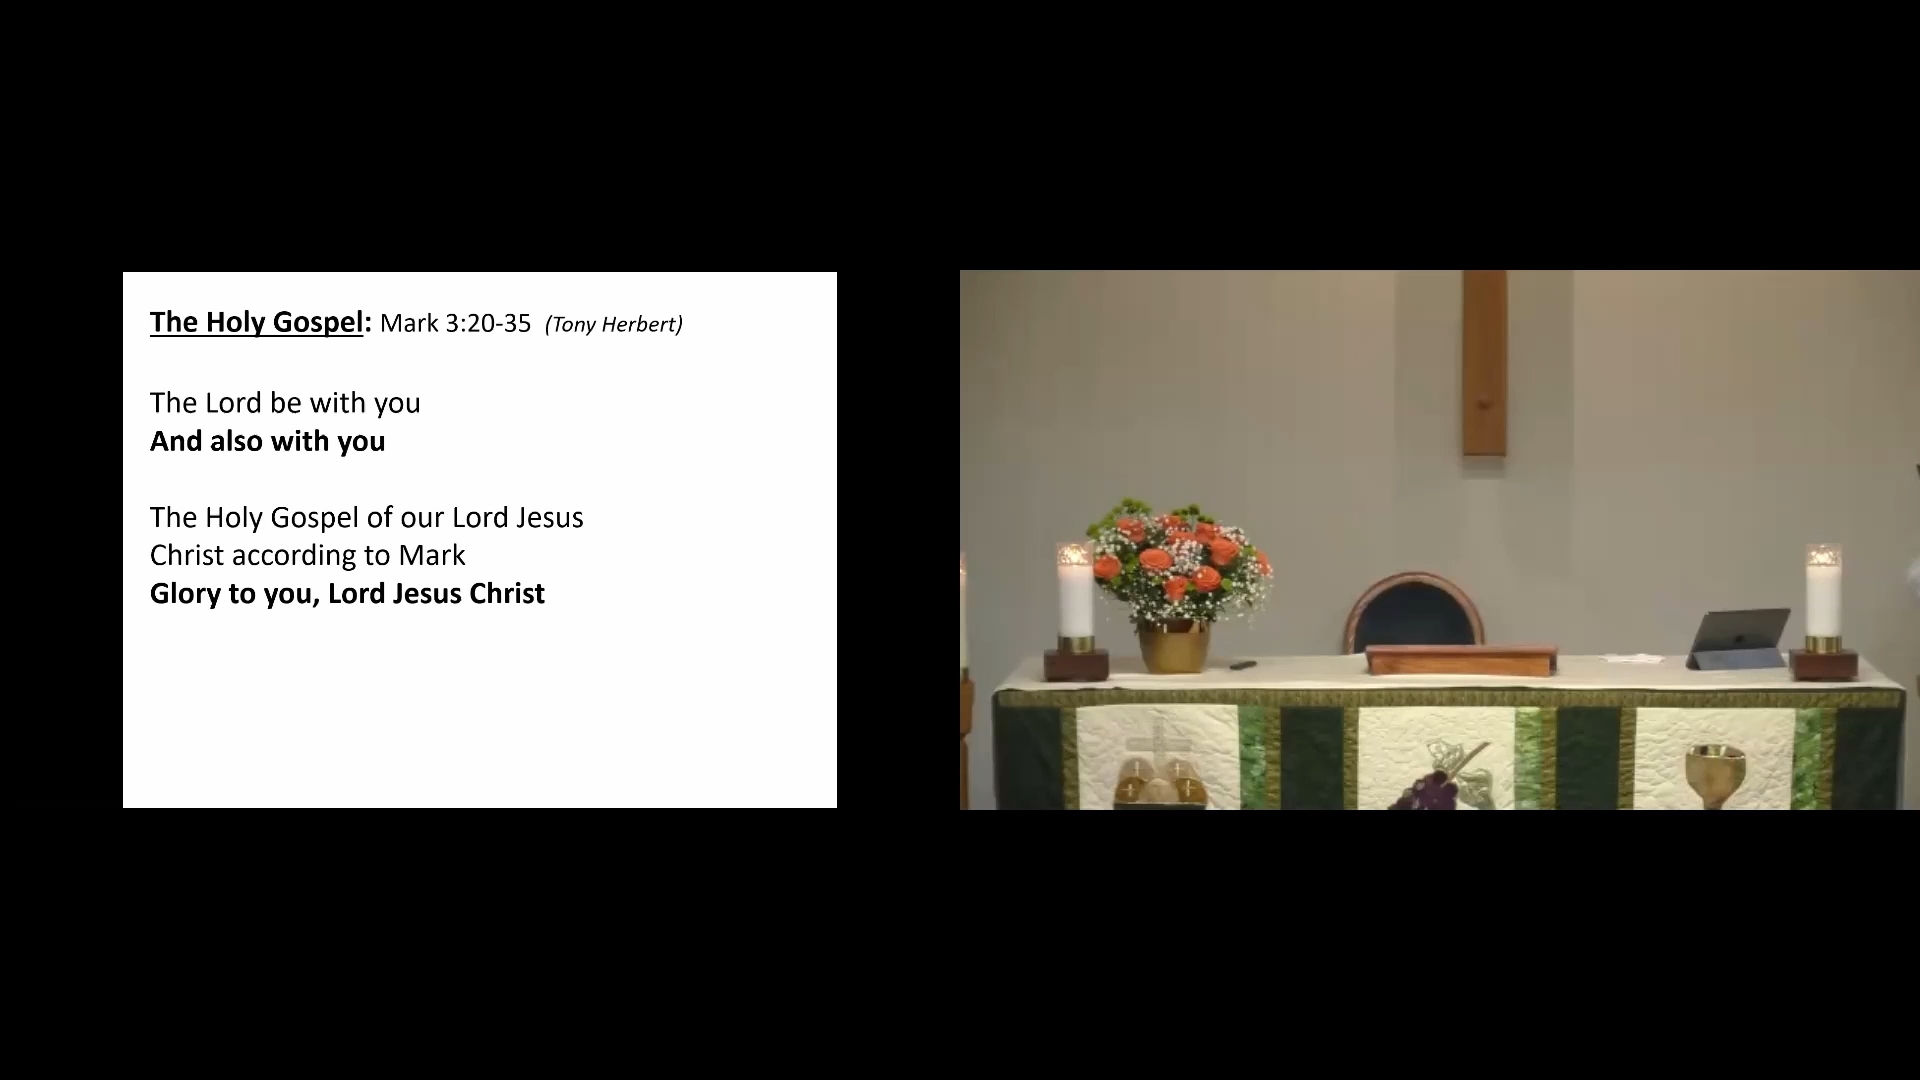 The Holy Gospel: Mark 3:20-35 (Tony Herbert)
The Lord be with you
And also with you
The Holy Gospel of our Lord Jesus
Christ according to Mark
Glory to you, Lord Jesus Christ